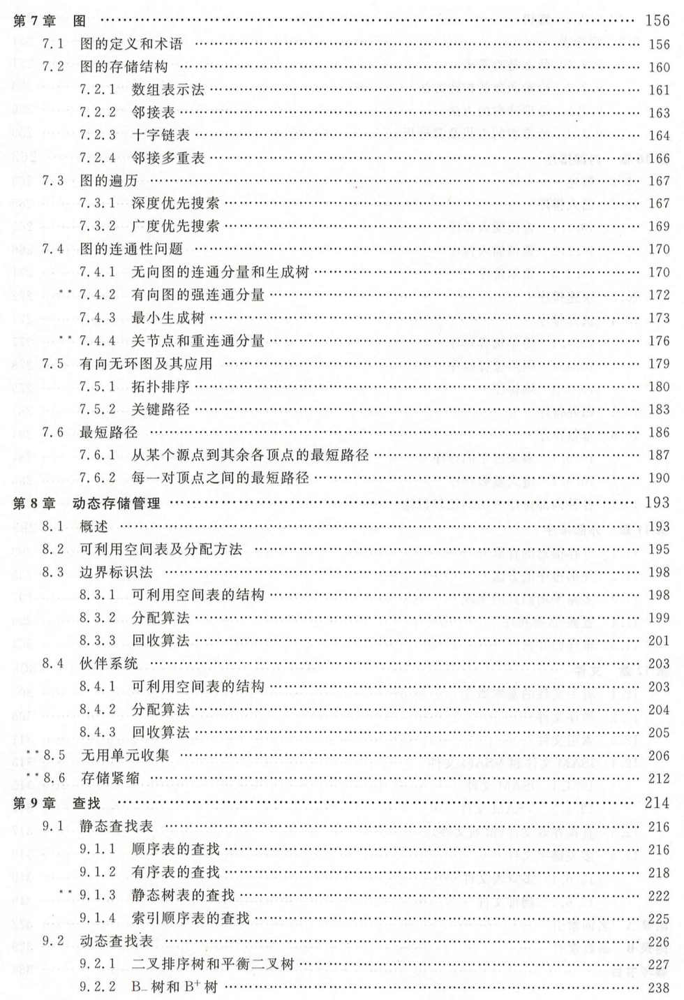 第7章 图 …… 156
7.1 图的定义和术语 …… 156
7.2 图的存储结构 …… 160
7.2.1 数组表示法 …… 161
7.2.2 邻接表 …… 163
7.2.3 十字链表 …… 164
7.2.4 邻接多重表 …… 166
7.3 图的遍历 …… 167
7.3.1 深度优先搜索 …… 167
7.3.2 广度优先搜索 …… 169
7.4 图的连通性问题 …… 170
7.4.1 无向图的连通分量和生成树 …… 170
**7.4.2 有向图的强连通分量 …… 172
7.4.3 最小生成树 …… 173
**7.4.4 关节点和重连通分量 …… 176
7.5 有向无环图及其应用 …… 179
7.5.1 拓扑排序 …… 180
7.5.2 关键路径 …… 183
7.6 最短路径 …… 186
7.6.1 从某个源点到其余各顶点的最短路径 …… 187
7.6.2 每一对顶点之间的最短路径 …… 190
第8章 动态存储管理 …… 193
8.1 概述 …… 193
8.2 可利用空间表及分配方法 …… 195
8.3 边界标识法 …… 198
8.3.1 可利用空间表的结构 …… 198
8.3.2 分配算法 …… 199
8.3.3 回收算法 …… 201
8.4 伙伴系统 …… 203
8.4.1 可利用空间表的结构 …… 203
8.4.2 分配算法 …… 204
8.4.3 回收算法 …… 205
**8.5 无用单元收集 …… 206
**8.6 存储紧缩 …… 212
第9章 查找 …… 214
9.1 静态查找表 …… 216
9.1.1 顺序表的查找 …… 216
9.1.2 有序表的查找 …… 218
**9.1.3 静态树表的查找 …… 222
9.1.4 索引顺序表的查找 …… 225
9.2 动态查找表 …… 226
9.2.1 二叉排序树和平衡二叉树 …… 227
9.2.2 B₋树和B⁺树 …… 238